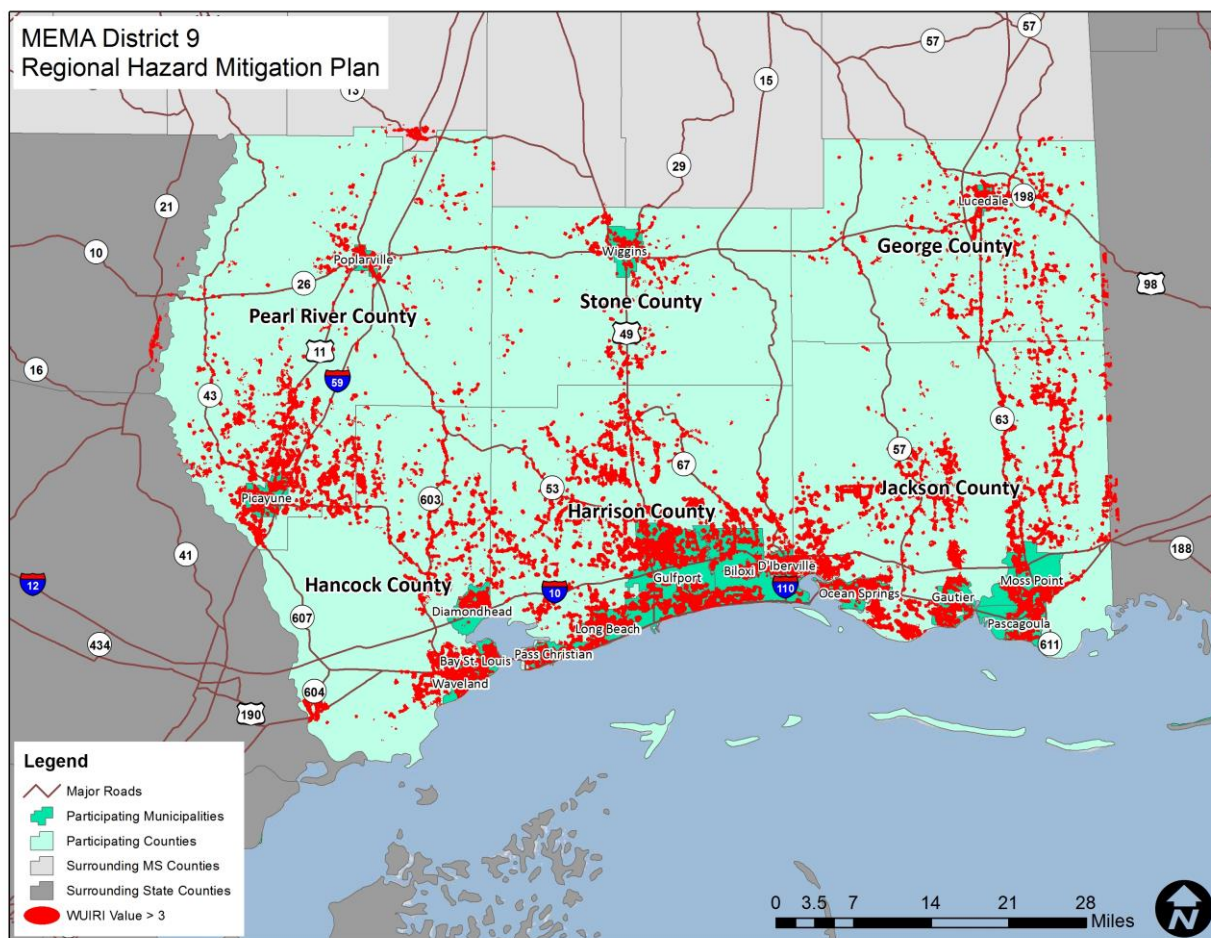 MEMA District 9
Regional Hazard Mitigation Plan
57
57
13
15
29
21
Lucedale
198
10
George County
Wiggins
Poplarville
26
98
Stone County
Pearl River County
49
11
16
59
43
63
57
67
Jackson County
53
603
Picayune
Harrison County
41
188
D'Iberville
Biloxi
Gulfport
12
Hancock County
10
110
Moss Point
Ocean Springs
Gautier
Diamondhead
607
Long Beach
Pascagoula
434
Pass Christian
611
Bay St. Louis
Waveland
604
190
Legend
Major Roads
Participating Municipalities
Participating Counties
Surrounding MS Counties
Surrounding State Counties
WUIRI Value > 3
0 3.5 7 14 21 28
Miles
N